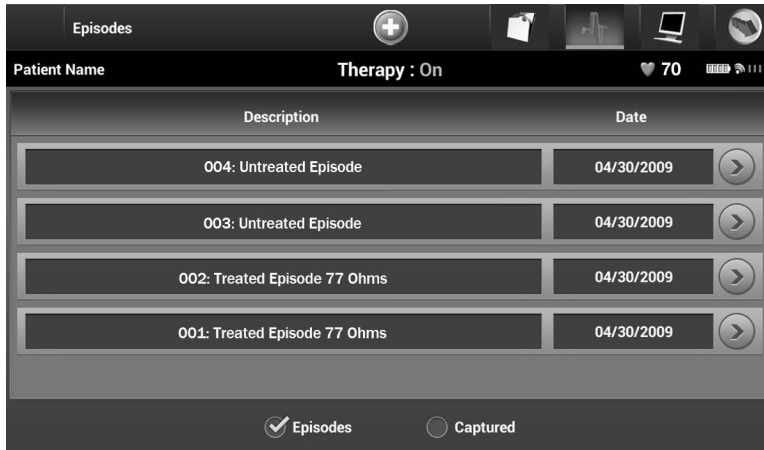 Episodes
Patient Name Therapy : On 70
Description Date
004: Untreated Episode 04/30/2009
003: Untreated Episode 04/30/2009
002: Treated Episode 77 Ohms 04/30/2009
001: Treated Episode 77 Ohms 04/30/2009
Episodes Captured